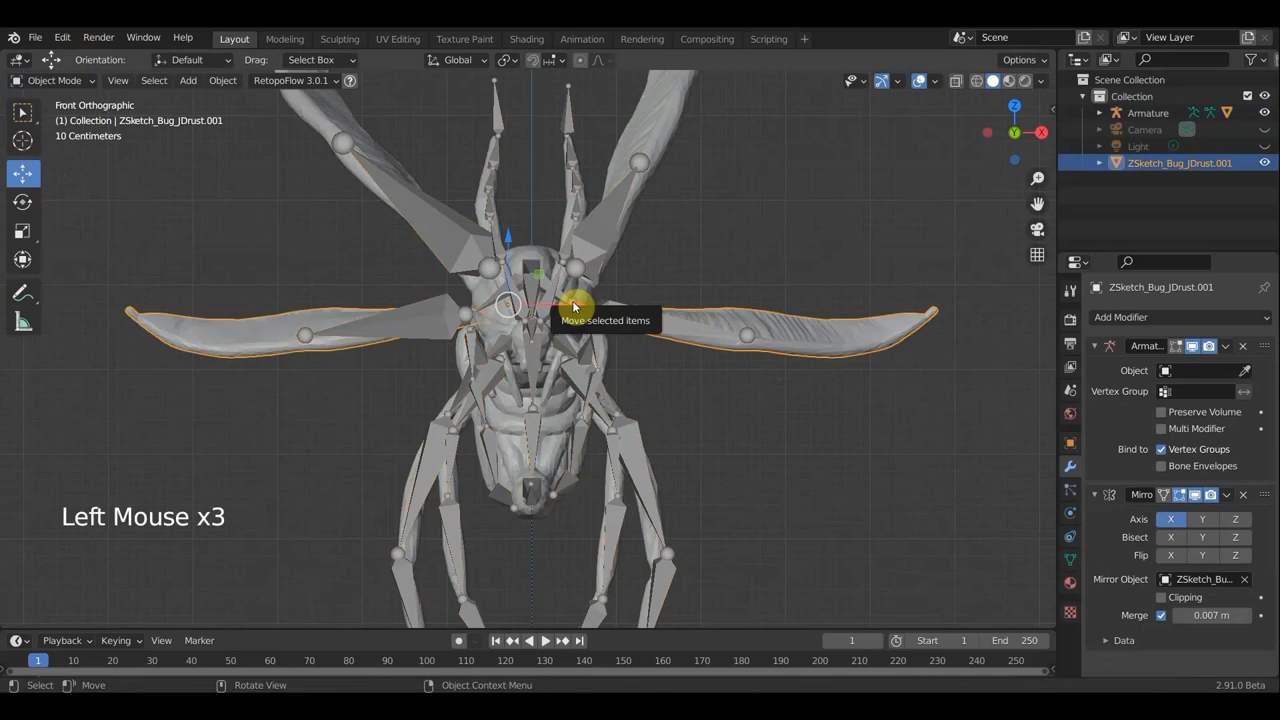 File Edit Render Window Help Layout Modeling Sculpting UV Editing Texture Paint Shading Animation Rendering Compositing Scripting + Scene View Layer
Orientation: Default Drag: Select Box Global Options
Object Mode View Select Add Object RetopoFlow 3.0.1
Front Orthographic
(1) Collection | ZSketch_Bug_JDrust.001
10 Centimeters
Z
X
Y
Move selected items
Left Mouse x3
Scene Collection
Collection
Armature
Camera
Light
ZSketch_Bug_JDrust.001
ZSketch_Bug_JDrust.001
Add Modifier
Armat...
Object
Vertex Group
Preserve Volume
Multi Modifier
Bind to Vertex Groups
Bone Envelopes
Mirro
Axis X Y Z
Bisect X Y Z
Flip X Y Z
Mirror Object ZSketch_Bu...
Clipping
Merge 0.007 m
Data
Playback Keying View Marker 1 Start 1 End 250
1 10 20 30 40 50 60 70 80 90 100 110 120 130 140 150 160 170 180 190 200 210 220 230 240 250
Select Move Rotate View Object Context Menu 2.91.0 Beta